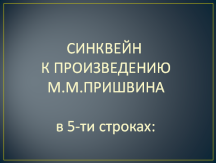 СИНКВЕЙН
К ПРОИЗВЕДЕНИЮ
М.М.ПРИШВИНА
в 5-ти строках: